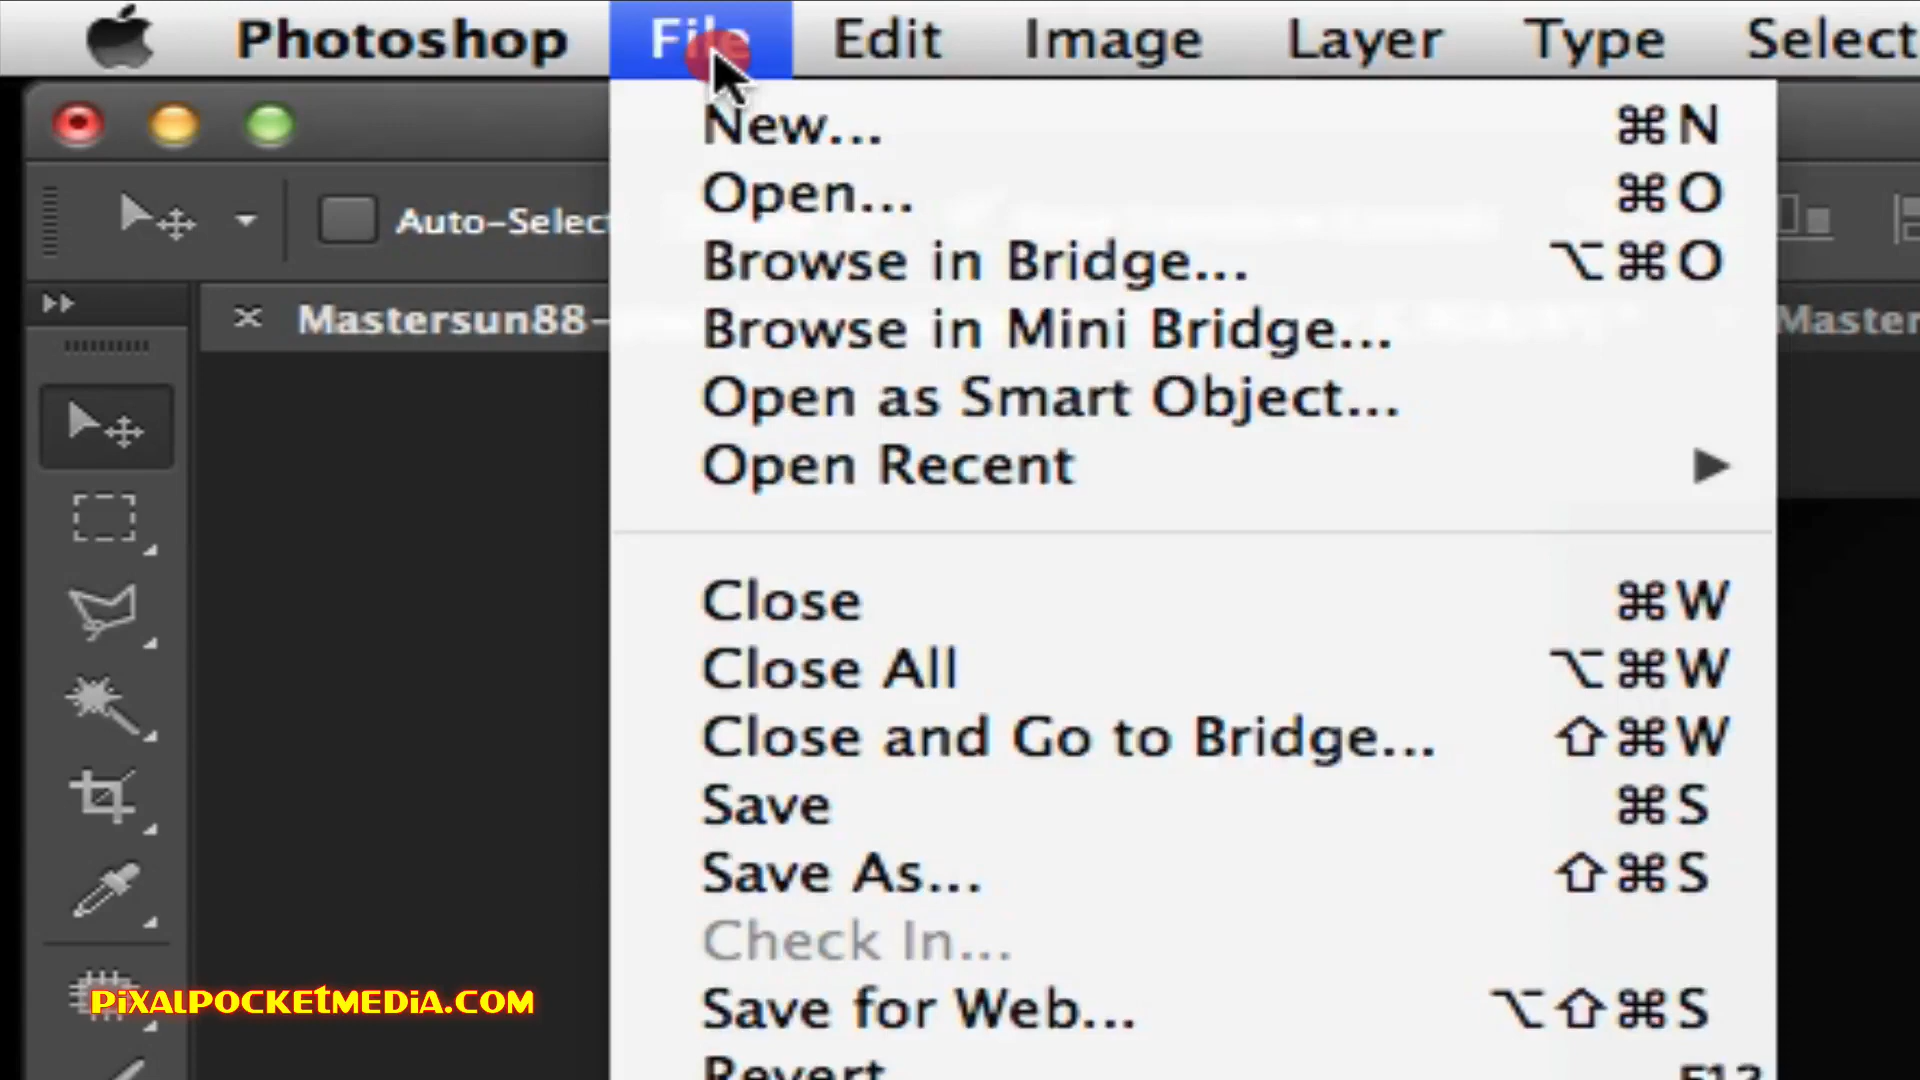 Photoshop File Edit Image Layer Type Select
New... ⌘N
Open... ⌘O
Auto-Select
Browse in Bridge... ⌥⌘O
Mastersun88-
Browse in Mini Bridge...
Master
Open as Smart Object...
Open Recent
Close ⌘W
Close All ⌥⌘W
Close and Go to Bridge... ⇧⌘W
Save ⌘S
Save As... ⇧⌘S
Check In...
PiXALPOCKETMEDiA.COM
Save for Web... ⌥⇧⌘S
Revert F12